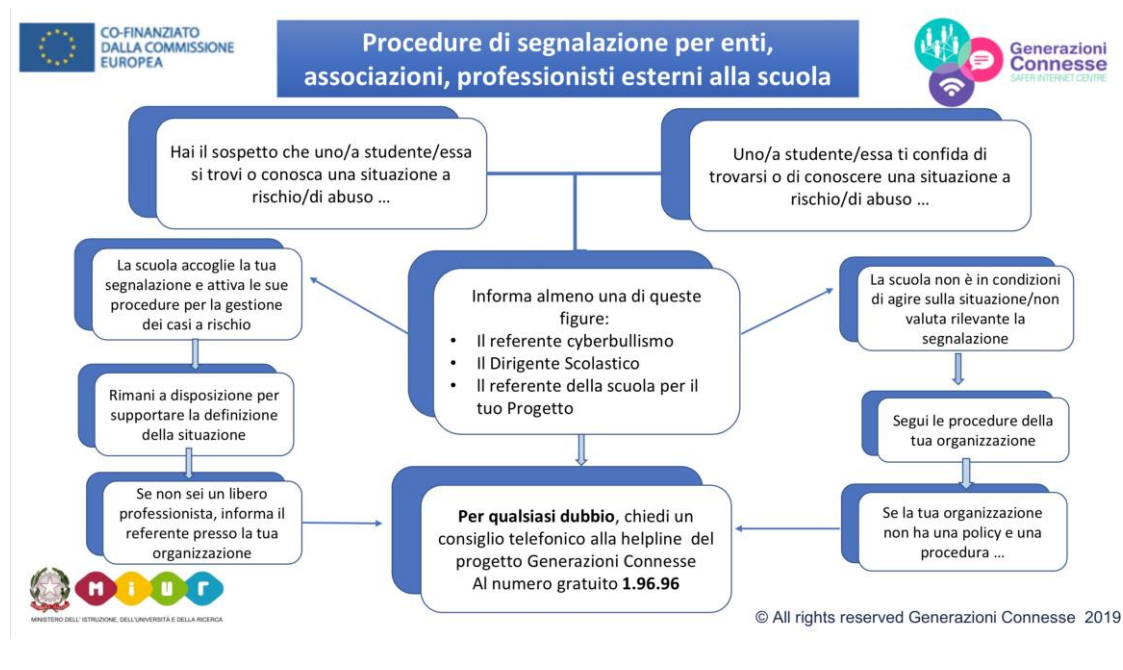 CO-FINANZIATO
DALLA COMMISSIONE
EUROPEA
Procedure di segnalazione per enti,
associazioni, professionisti esterni alla scuola
Generazioni
Connesse
SAFER INTERNET CENTRE
Hai il sospetto che uno/a studente/essa
si trovi o conosca una situazione a
rischio/di abuso ...
Uno/a studente/essa ti confida di
trovarsi o di conoscere una situazione a
rischio/di abuso ...
La scuola accoglie la tua
segnalazione e attiva le sue
procedure per la gestione
dei casi a rischio
Informa almeno una di queste
figure:
• Il referente cyberbullismo
• Il Dirigente Scolastico
• Il referente della scuola per il
tuo Progetto
La scuola non è in condizioni
di agire sulla situazione/non
valuta rilevante la
segnalazione
Rimani a disposizione per
supportare la definizione
della situazione
Segui le procedure della
tua organizzazione
Se non sei un libero
professionista, informa il
referente presso la tua
organizzazione
Per qualsiasi dubbio, chiedi un
consiglio telefonico alla helpline del
progetto Generazioni Connesse
Al numero gratuito 1.96.96
Se la tua organizzazione
non ha una policy e una
procedura ...
MIUR
MINISTERO DELL' ISTRUZIONE, DELL'UNIVERSITÀ E DELLA RICERCA
© All rights reserved Generazioni Connesse 2019